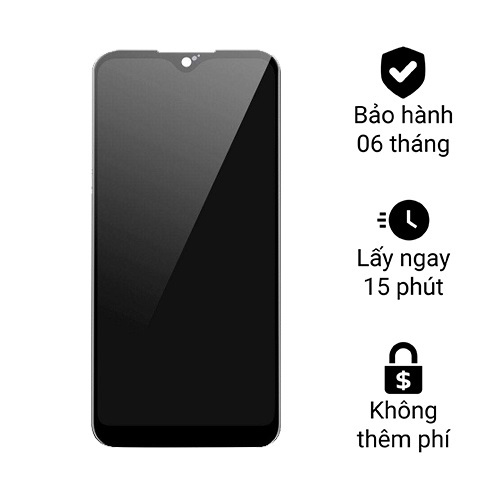 Bảo hành
06 tháng
Lấy ngay
15 phút
$
Không
thêm phí